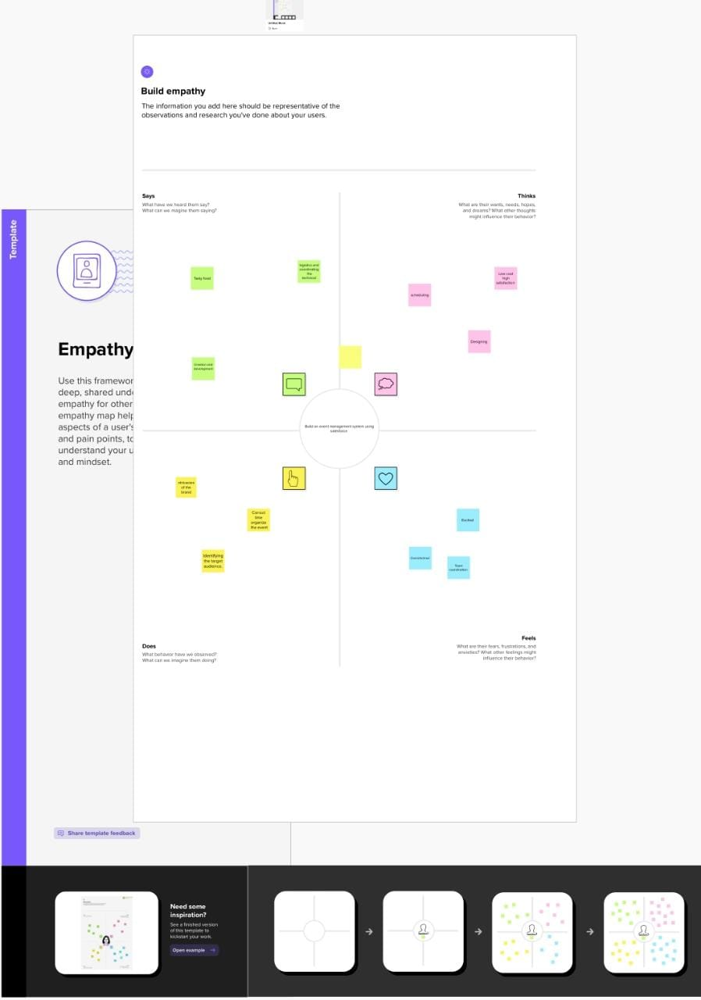 Untitled Mural
Build empathy
The information you add here should be representative of the
observations and research you've done about your users.
Says
What have we heard them say?
What can we imagine them saying?
Thinks
What are their wants, needs, hopes,
and dreams? What other thoughts
might influence their behavior?
Template
Tasty food
logistics and
coordinating
the
technical
scheduling
Low cost
high
satisfaction
Designing
Creation and
development
Empathy
Use this framewor
deep, shared unde
empathy for other
empathy map help
aspects of a user's
and pain points, to
understand your u
and mindset.
Build an event management system using
salesforce
of the
brand
Correct
time
organize
the event
Identifying
the target
audience.
Excited
Overwhelmed
Team
coordination
Does
What behavior have we observed?
What can we imagine them doing?
Feels
What are their fears, frustrations, and
anxieties? What other feelings might
influence their behavior?
Share template feedback
Need some
inspiration?
See a finished version
of this template to
kickstart your work.
Open example